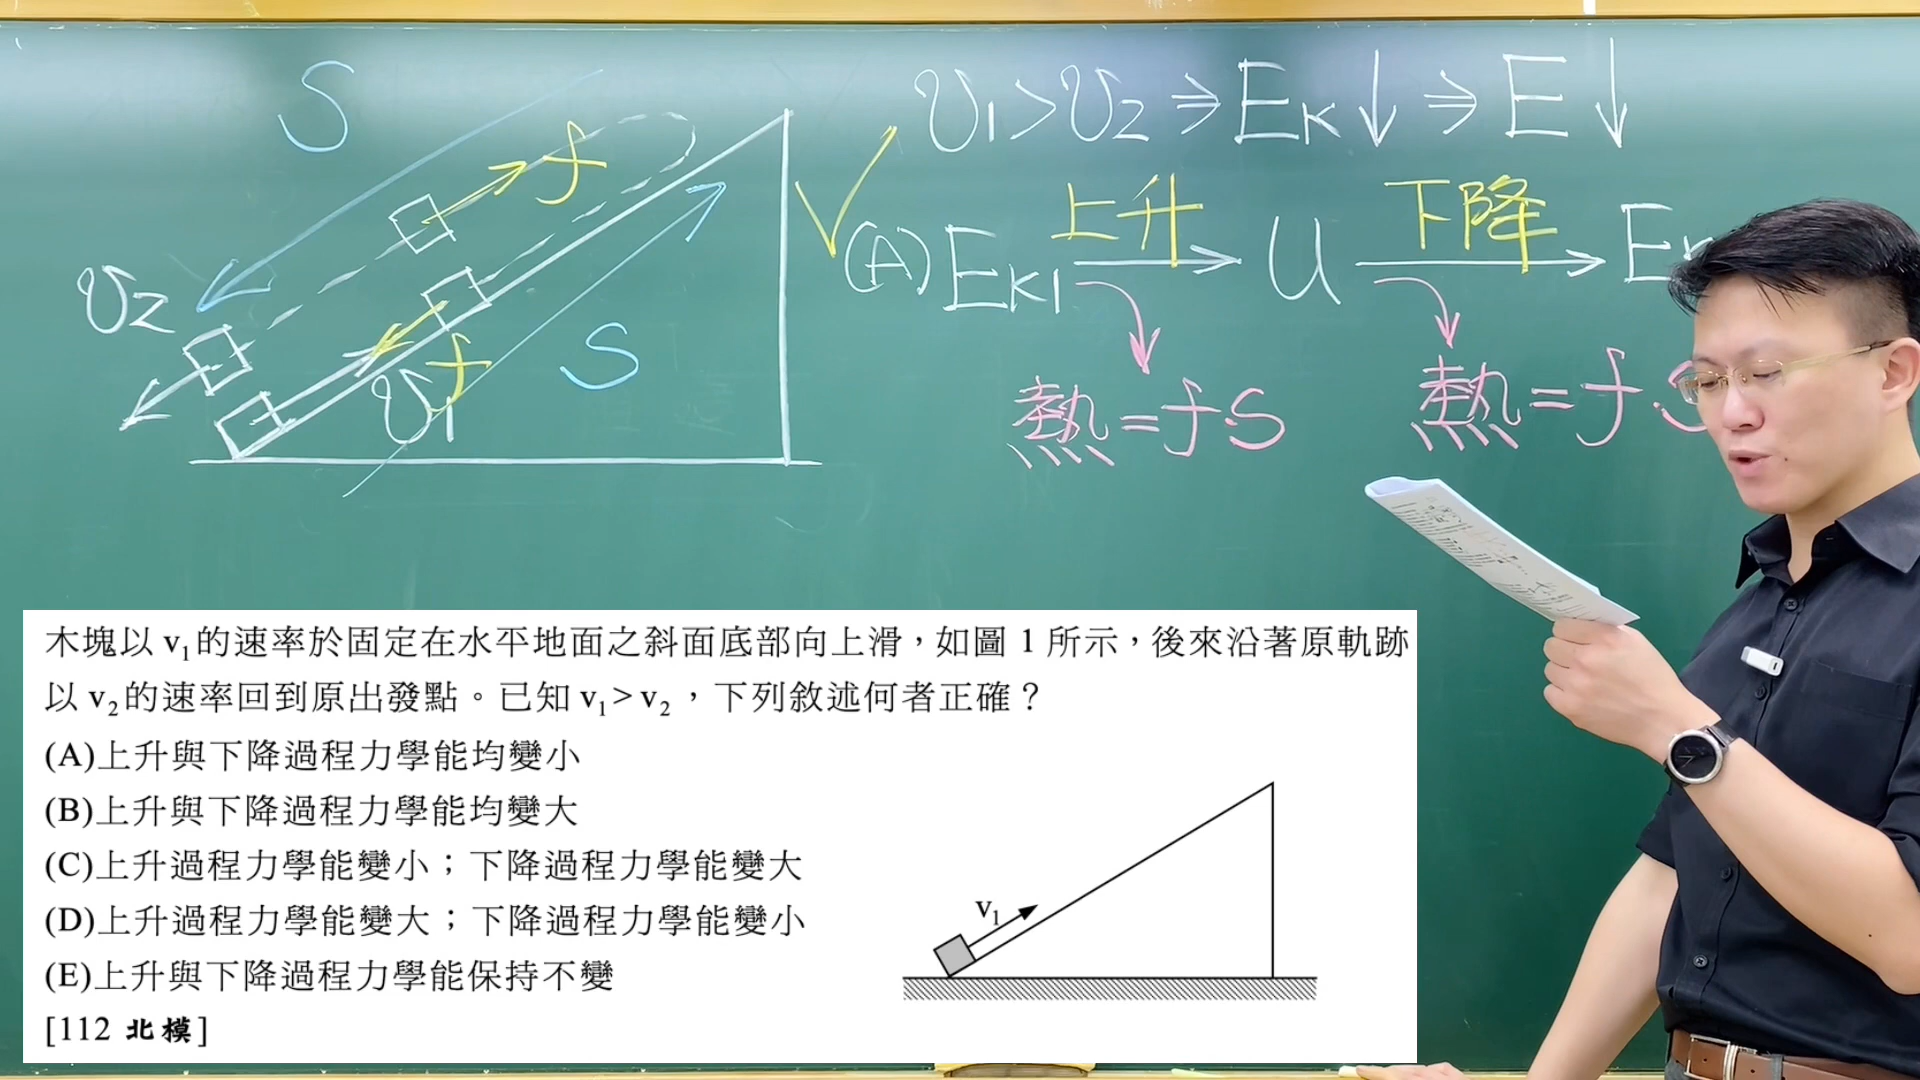 S
f
v₂
v₁
f
S
v₁>v₂⇒Eₖ↓⇒E↓
✓(A)Eₖ₁ 上升→ U 下降→
熱=f·S
熱=f·S
木塊以 v₁的速率於固定在水平地面之斜面底部向上滑，如圖 1 所示，後來沿著原軌跡
以 v₂的速率回到原出發點。已知 v₁> v₂ ，下列敘述何者正確？
(A)上升與下降過程力學能均變小
(B)上升與下降過程力學能均變大
(C)上升過程力學能變小；下降過程力學能變大
(D)上升過程力學能變大；下降過程力學能變小
(E)上升與下降過程力學能保持不變
[112 北模]
v₁